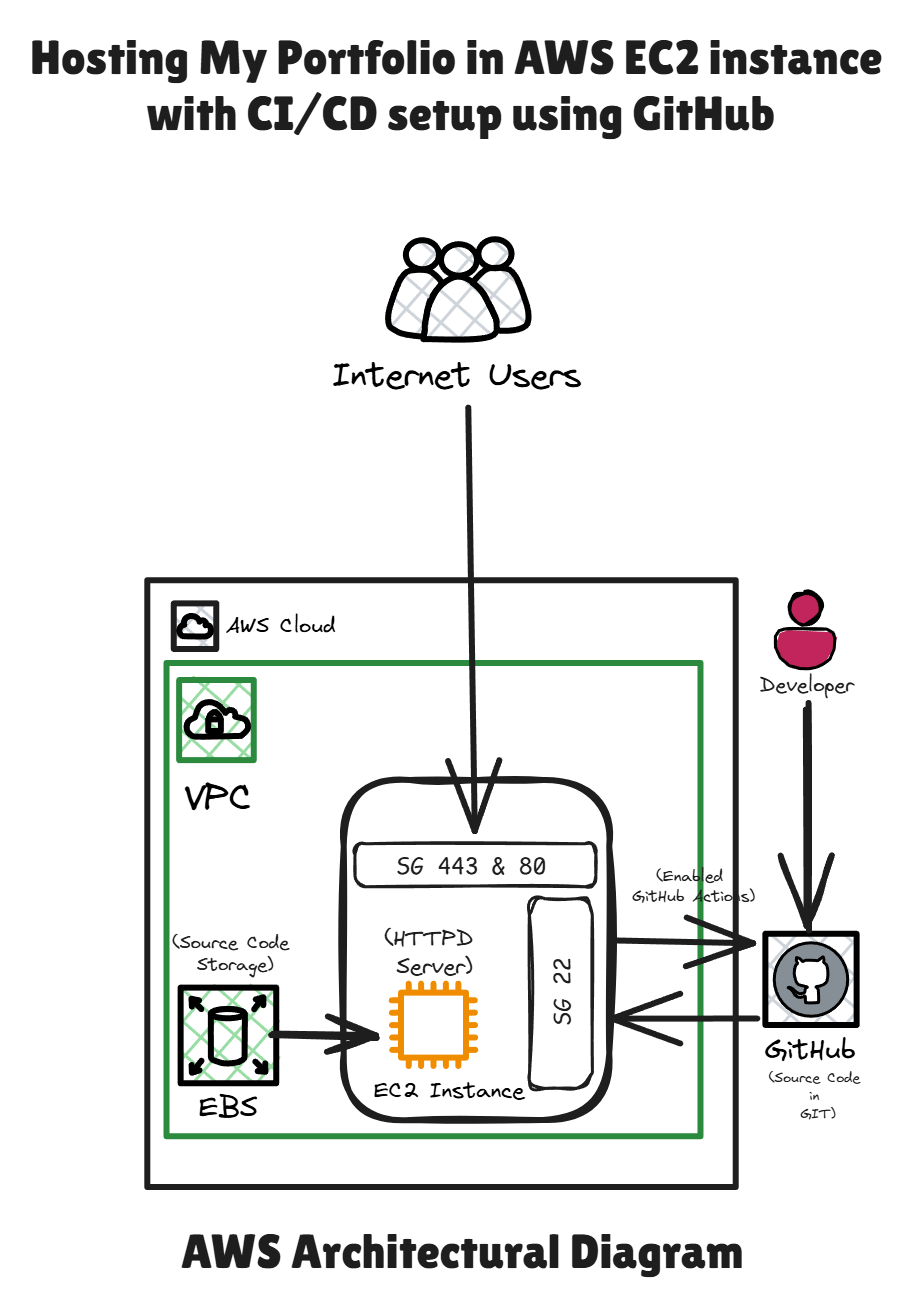 Hosting My Portfolio in AWS EC2 instance
with CI/CD setup using GitHub
Internet Users
AWS Cloud
Developer
VPC
SG 443 & 80
(Enabled
GitHub Actions)
(Source Code
Storage)
(HTTPD
Server)
SG 22
EC2 Instance
EBS
GitHub
(Source Code
in
GIT)
AWS Architectural Diagram